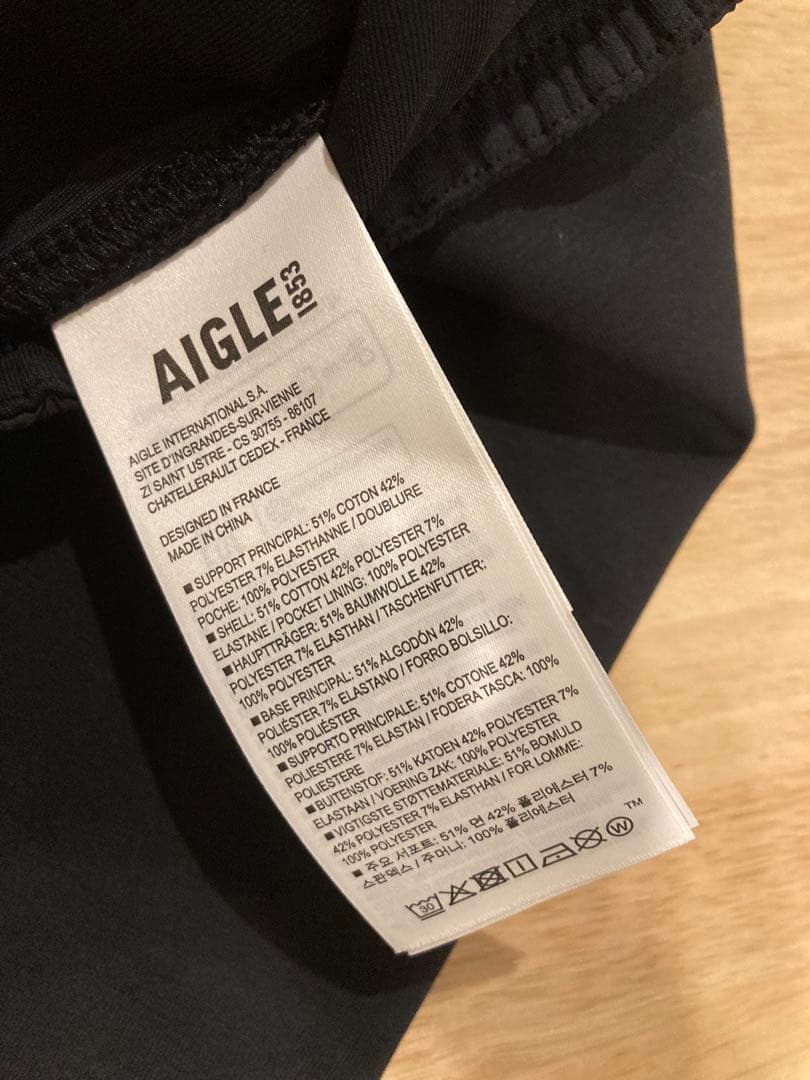 AIGLE 1853
AIGLE INTERNATIONAL S.A.
SITE D'INGRANDES-SUR-VIENNE
ZI SAINT USTRE - CS 30755 - 86107
CHATELLERAULT CEDEX - FRANCE
DESIGNED IN FRANCE
MADE IN CHINA
■ SUPPORT PRINCIPAL: 51% COTON 42%
POLYESTER 7% ELASTHANNE / DOUBLURE
POCHE: 100% POLYESTER
■ SHELL: 51% COTTON 42% POLYESTER 7%
ELASTANE / POCKET LINING: 100% POLYESTER
■ HAUPTTRÄGER: 51% BAUMWOLLE 42%
POLYESTER 7% ELASTHAN / TASCHENFUTTER:
100% POLYESTER
■ BASE PRINCIPAL: 51% ALGODÓN 42%
POLIÉSTER 7% ELASTANO / FORRO BOLSILLO:
100% POLIÉSTER
■ SUPPORTO PRINCIPALE: 51% COTONE 42%
POLIESTERE 7% ELASTAN / FODERA TASCA: 100%
POLIESTERE
■ BUITENSTOF: 51% KATOEN 42% POLYESTER 7%
ELASTAAN / VOERING ZAK: 100% POLYESTER
■ VIGTIGSTE STØTTEMATERIALE: 51% BOMULD
42% POLYESTER 7% ELASTHAN / FOR LOMME:
100% POLYESTER
■ 주요 서포트: 51% 면 42% 폴리에스터 7%
스판덱스 / 주머니: 100% 폴리에스터
30 W TM